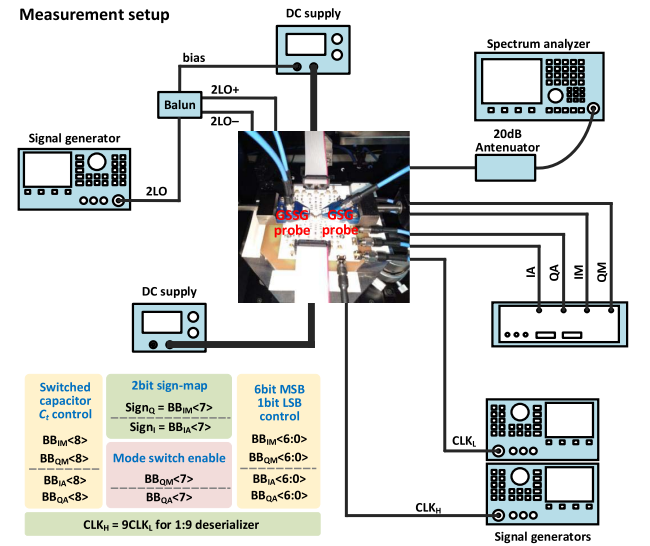 Measurement setup
DC supply
Spectrum analyzer
bias
2LO+
Balun
2LO–
20dB
Antenuator
Signal generator
2LO
GSSG
probe
GSG
probe
IA
QA
IM
QM
DC supply
Switched
capacitor
Ct control
BBIM<8>
BBQM<8>
BBIA<8>
BBQA<8>
2bit sign-map
SignQ = BBIM<7>
SignI = BBIA<7>
Mode switch enable
BBQM<7>
BBQA<7>
6bit MSB
1bit LSB
control
BBIM<6:0>
BBQM<6:0>
BBIA<6:0>
BBQA<6:0>
CLKH = 9CLKL for 1:9 deserializer
CLKL
CLKH
Signal generators